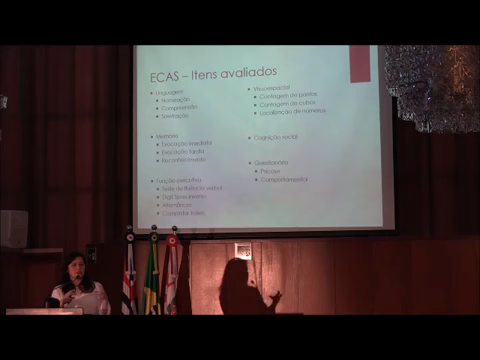 ECAS – Itens avaliados
Linguagem
Nomeação
Compreensão
Soletração
Memória
Evocação imediata
Evocação tardia
Reconhecimento
Função executiva
Teste de fluência verbal
Digit Span inverso
Alternância
Completar frases
Visuoespacial
Contagem de pontos
Contagem de cubos
Localização de números
Cognição social
Questionário
Psicose
Comportamental